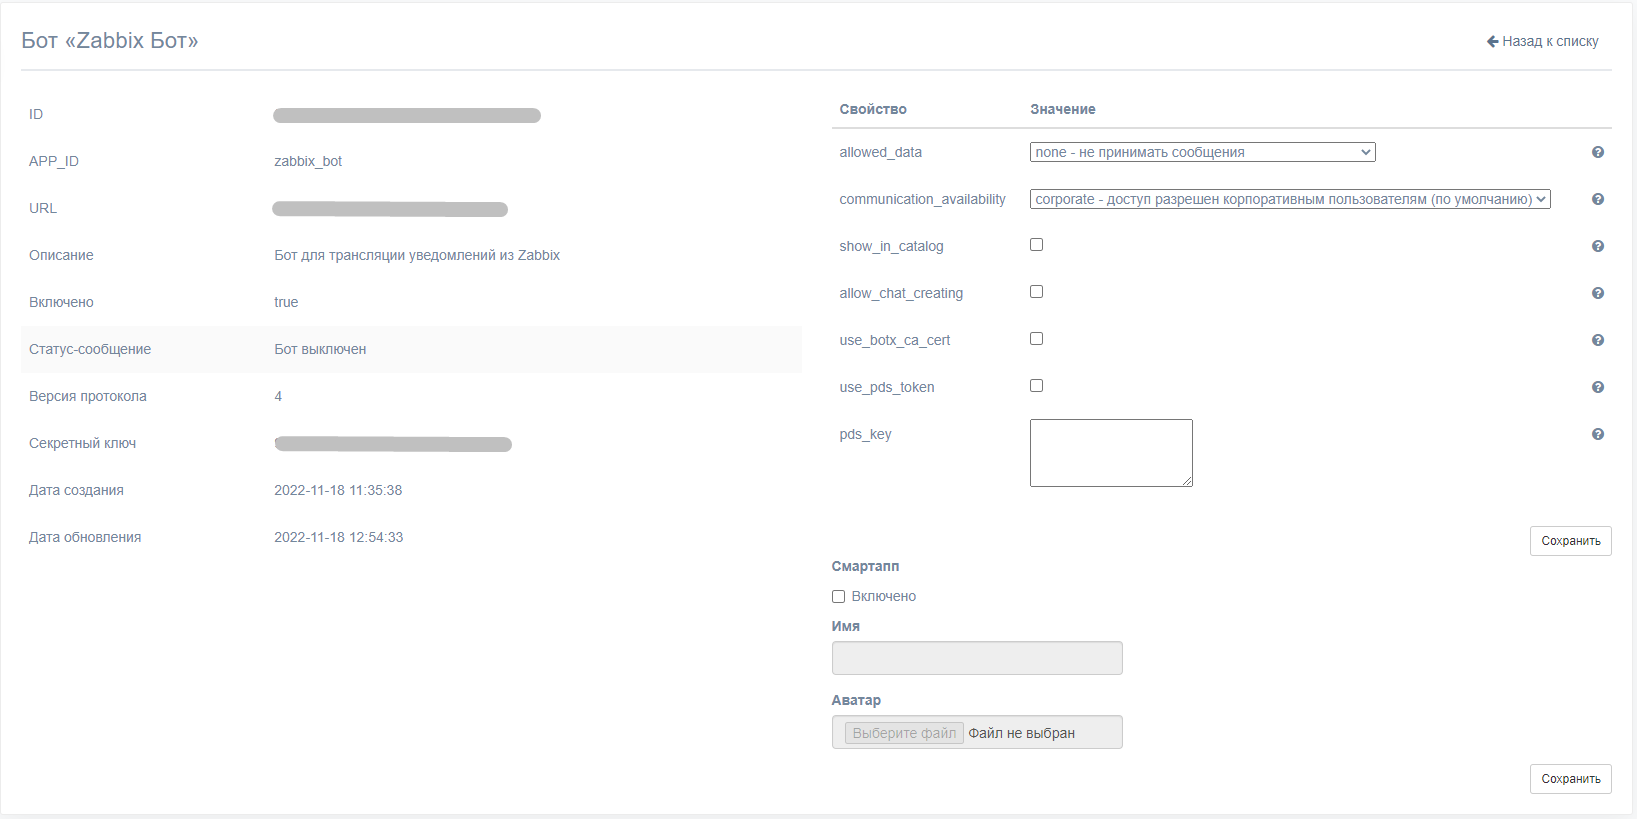 Бот «Zabbix Бот»
Назад к списку
ID
APP_ID zabbix_bot
URL
Описание Бот для трансляции уведомлений из Zabbix
Включено true
Статус-сообщение Бот выключен
Версия протокола 4
Секретный ключ
Дата создания 2022-11-18 11:35:38
Дата обновления 2022-11-18 12:54:33
Свойство Значение
allowed_data none - не принимать сообщения
communication_availability corporate - доступ разрешен корпоративным пользователям (по умолчанию)
show_in_catalog
allow_chat_creating
use_botx_ca_cert
use_pds_token
pds_key
Сохранить
Смартапп
Включено
Имя
Аватар
Выберите файл Файл не выбран
Сохранить